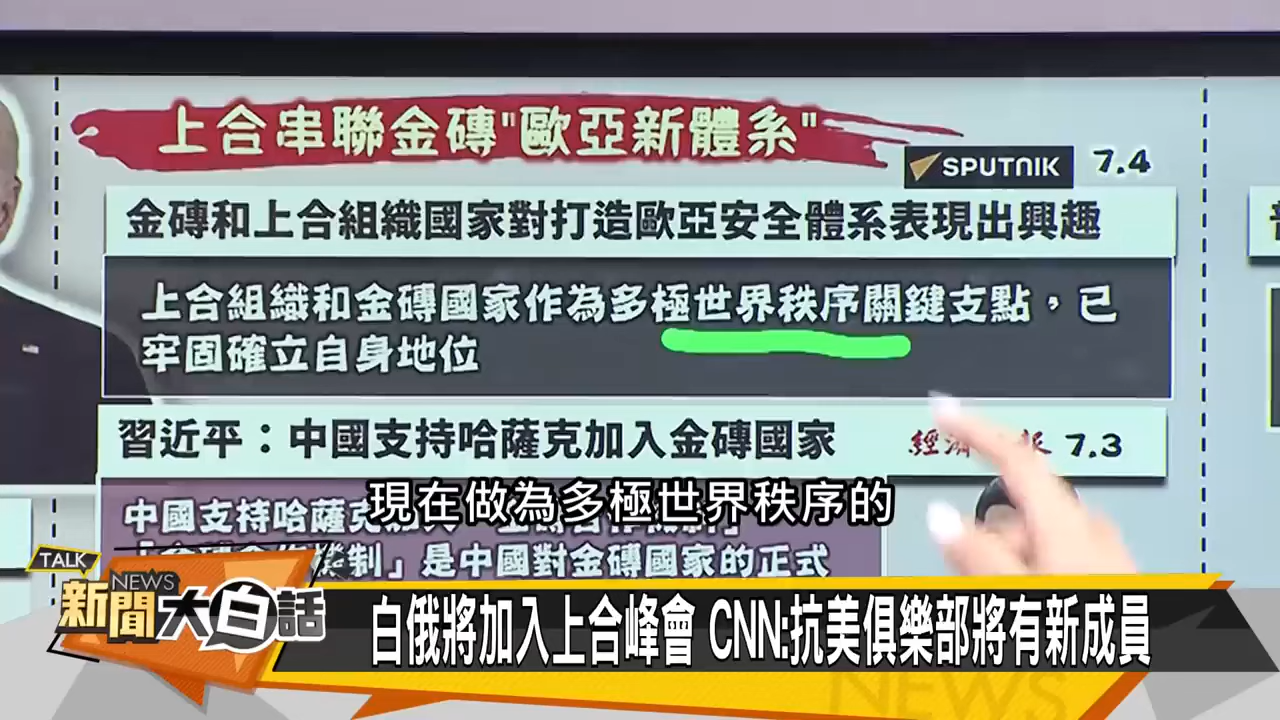 上合串聯金磚"歐亞新體系"
SPUTNIK 7.4
金磚和上合組織國家對打造歐亞安全體系表現出興趣
上合組織和金磚國家作為多極世界秩序關鍵支點，已
牢固確立自身地位
習近平：中國支持哈薩克加入金磚國家
經濟 報 7.3
現在做為多極世界秩序的
中國支持哈薩克
制」是中國對金磚國家的正式
TALK
NEWS
新聞大白話
白俄將加入上合峰會 CNN:抗美俱樂部將有新成員
NEWS